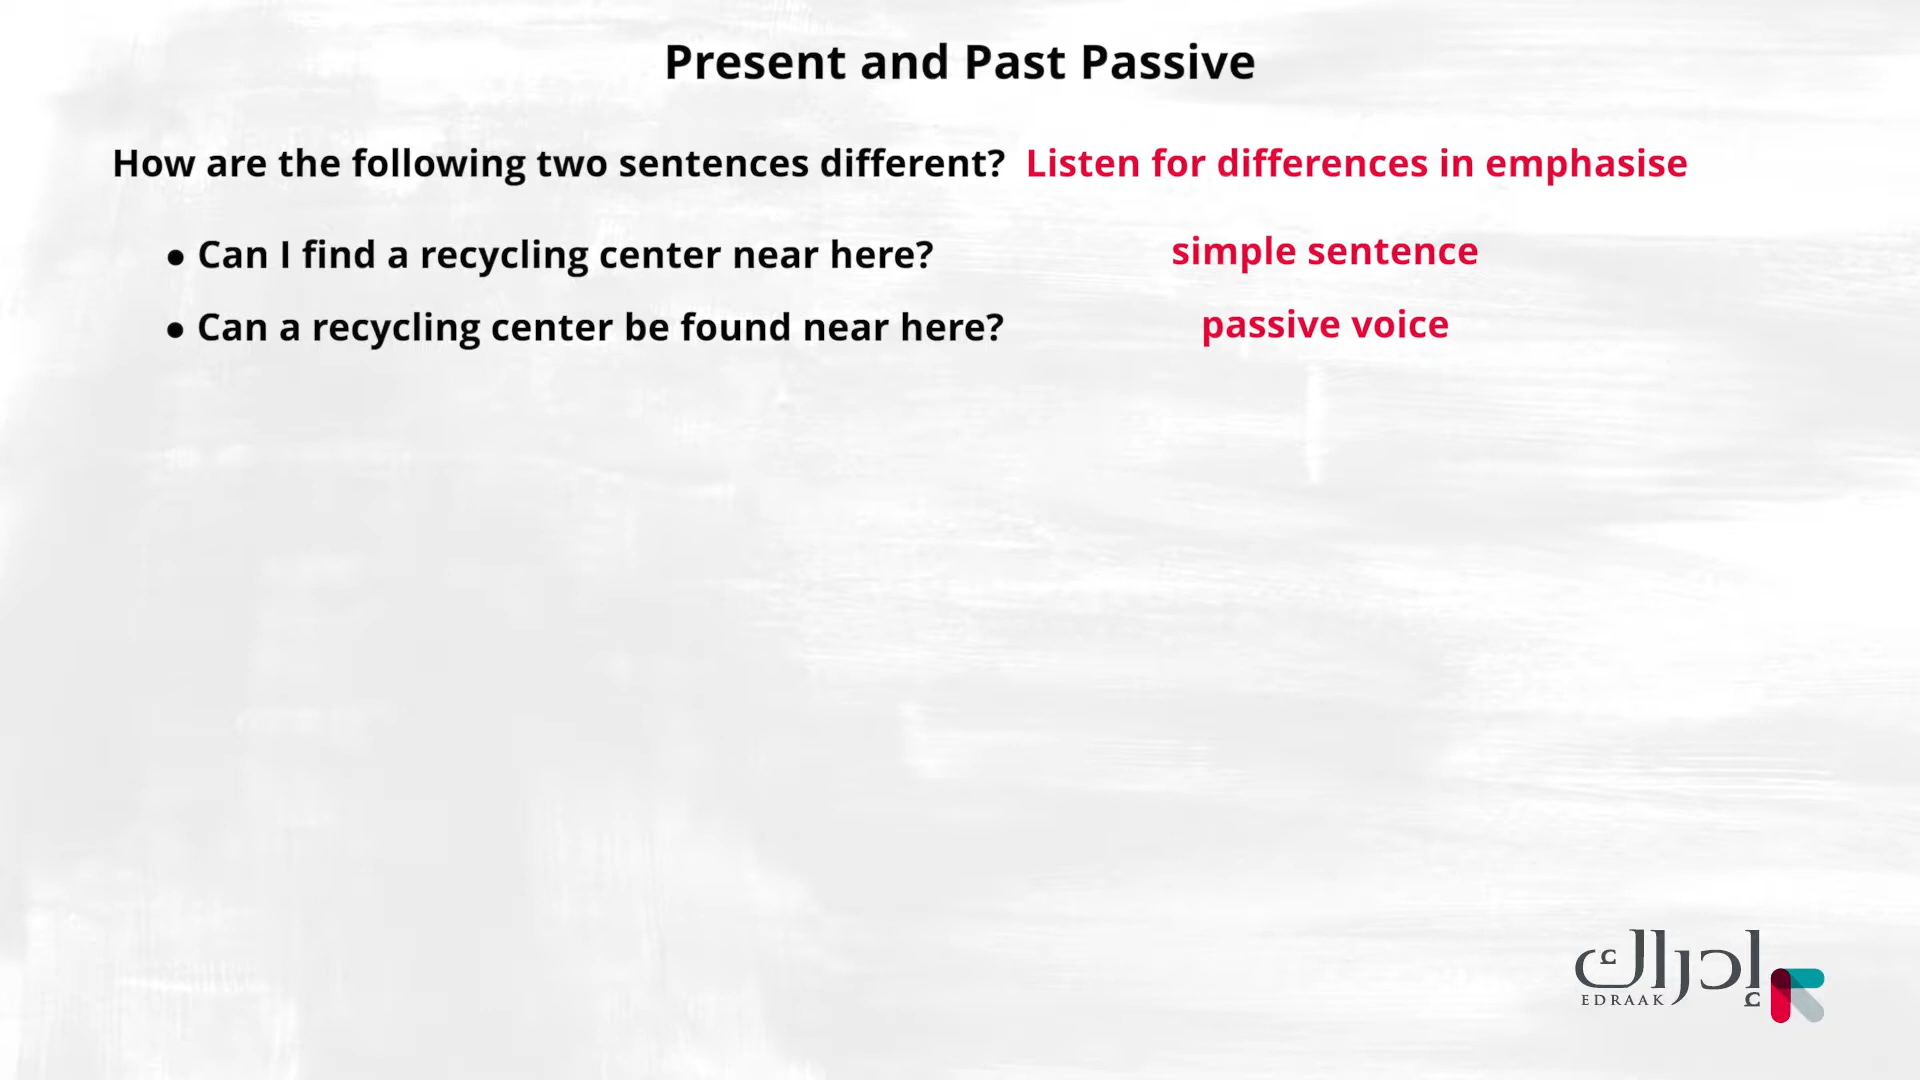 Present and Past Passive
How are the following two sentences different? Listen for differences in emphasise
• Can I find a recycling center near here? simple sentence
• Can a recycling center be found near here? passive voice
إدراك
EDRAAK